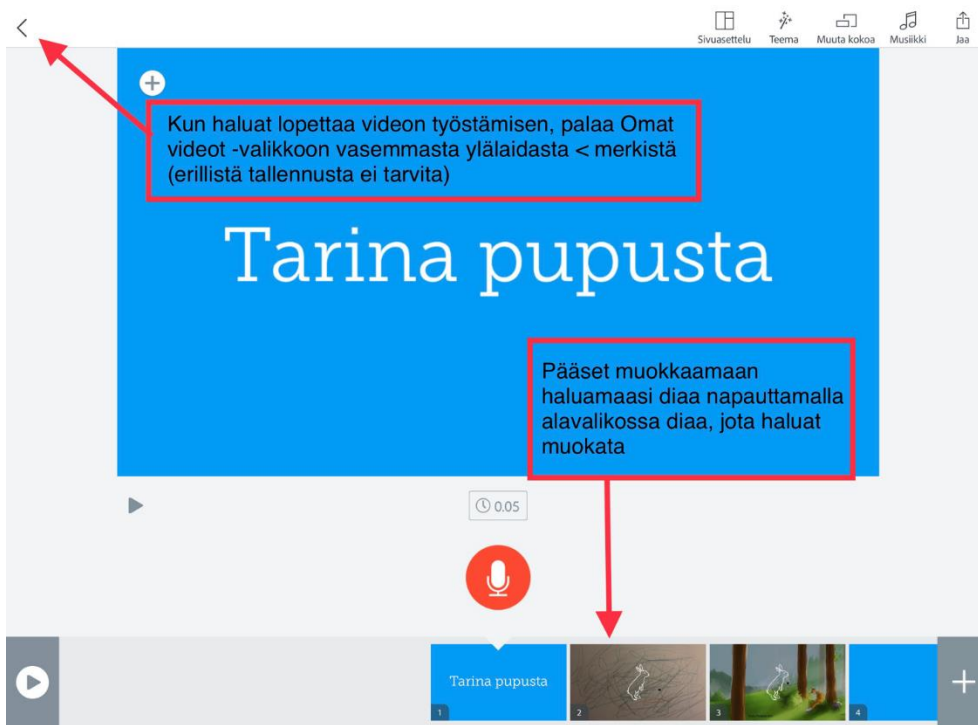 Sivuasettelu Teema Muuta kokoa Musiikki Jaa
Kun haluat lopettaa videon työstämisen, palaa Omat
videot -valikkoon vasemmasta ylälaidasta < merkistä
(erillistä tallennusta ei tarvita)
Tarina pupusta
Pääset muokkaamaan
haluamaasi diaa napauttamalla
alavalikossa diaa, jota haluat
muokata
0.05
Tarina pupusta
1 2 3 4